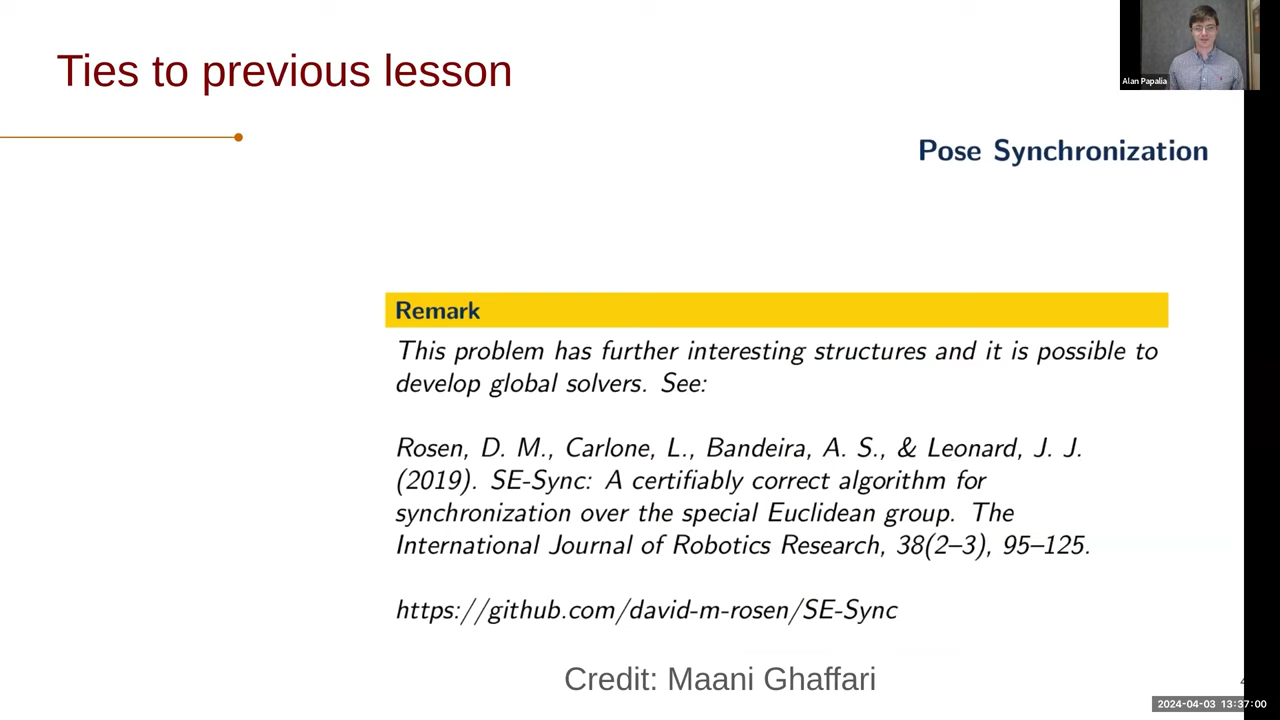 Ties to previous lesson
Alan Papalia
Pose Synchronization
Remark
This problem has further interesting structures and it is possible to
develop global solvers. See:
Rosen, D. M., Carlone, L., Bandeira, A. S., & Leonard, J. J.
(2019). SE-Sync: A certifiably correct algorithm for
synchronization over the special Euclidean group. The
International Journal of Robotics Research, 38(2–3), 95–125.
https://github.com/david-m-rosen/SE-Sync
Credit: Maani Ghaffari
2024-04-03 13:37:00